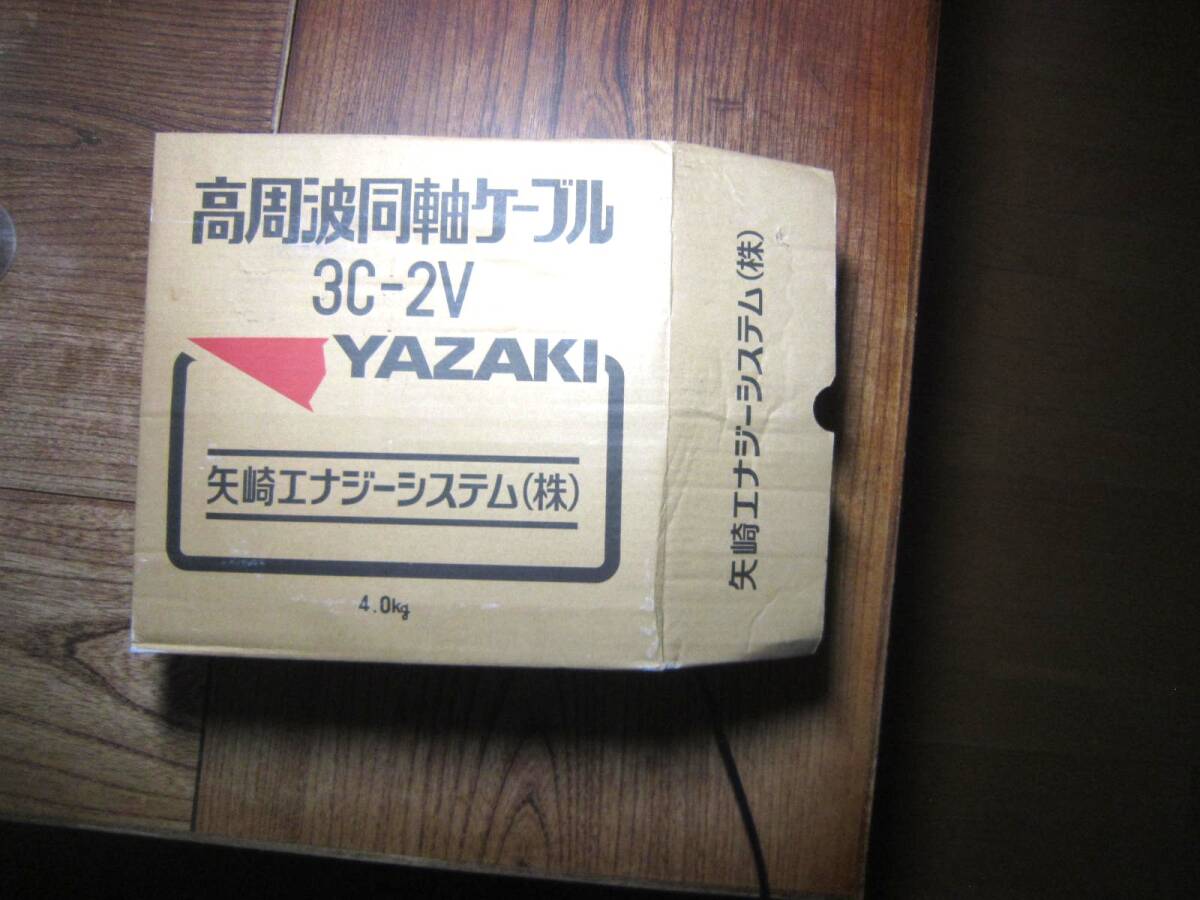 高周波同軸ケーブル
3C-2V
YAZAKI
矢崎エナジーシステム(株)
4.0kg
矢崎エナジーシステム(株)